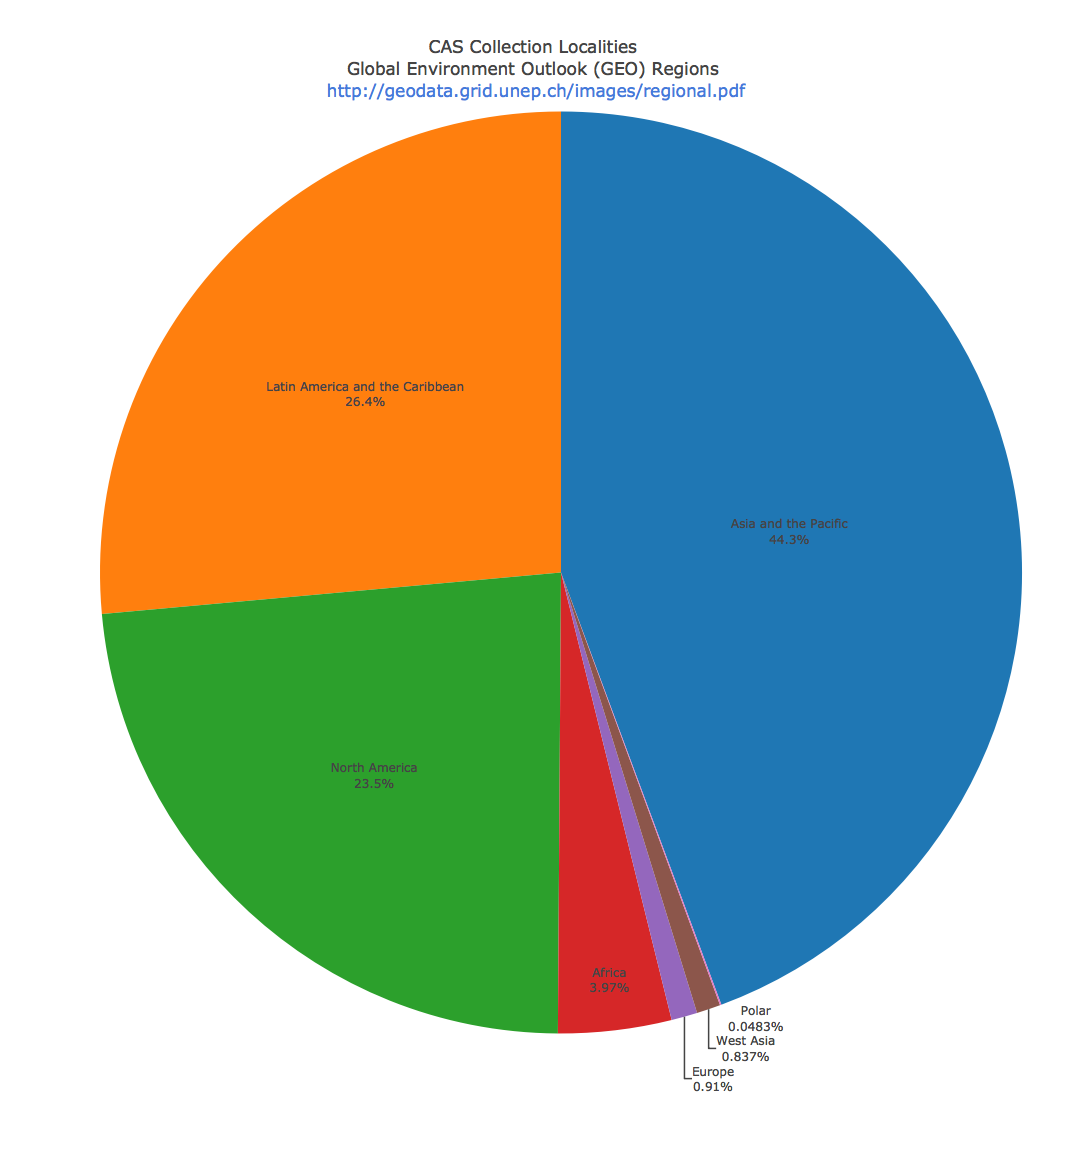 CAS Collection Localities
Global Environment Outlook (GEO) Regions
http://geodata.grid.unep.ch/images/regional.pdf
Latin America and the Caribbean
26.4%
Asia and the Pacific
44.3%
North America
23.5%
Africa
3.97%
Polar
0.0483%
West Asia
0.837%
Europe
0.91%